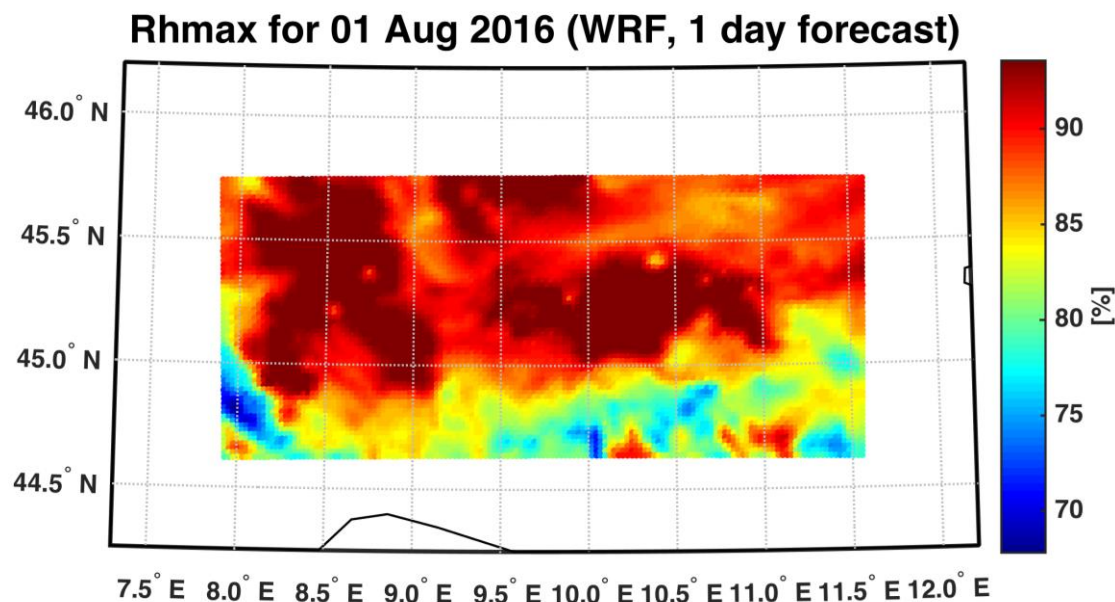 Rhmax for 01 Aug 2016 (WRF, 1 day forecast)
46.0° N
45.5° N
45.0° N
44.5° N
7.5° E 8.0° E 8.5° E 9.0° E 9.5° E 10.0° E 10.5° E 11.0° E 11.5° E 12.0° E
90
85
80
75
70
[%]